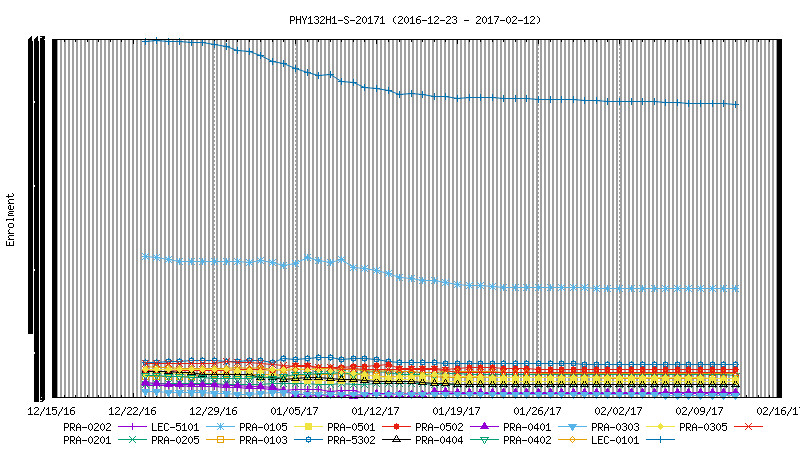 PHY132H1-S-20171 (2016-12-23 - 2017-02-12)
Enrolment
12/15/16 12/22/16 12/29/16 01/05/17 01/12/17 01/19/17 01/26/17 02/02/17 02/09/17 02/16/17
PRA-0202 LEC-5101 PRA-0105 PRA-0501 PRA-0502 PRA-0401 PRA-0303 PRA-0305
PRA-0201 PRA-0205 PRA-0103 PRA-5302 PRA-0404 PRA-0402 LEC-0101